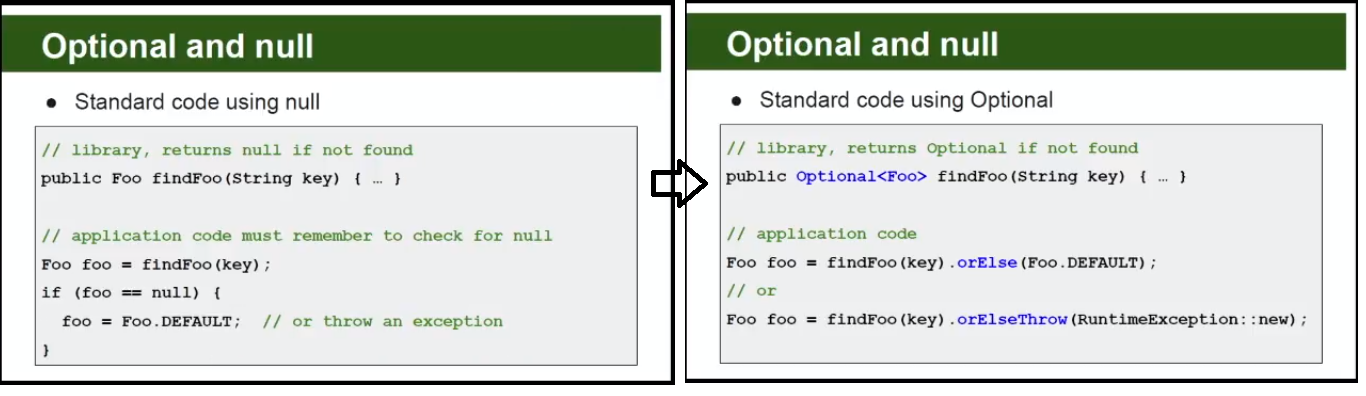 Optional and null
● Standard code using null
// library, returns null if not found
public Foo findFoo(String key) { … }
// application code must remember to check for null
Foo foo = findFoo(key);
if (foo == null) {
  foo = Foo.DEFAULT;  // or throw an exception
}
Optional and null
● Standard code using Optional
// library, returns Optional if not found
public Optional<Foo> findFoo(String key) { … }
// application code
Foo foo = findFoo(key).orElse(Foo.DEFAULT);
// or
Foo foo = findFoo(key).orElseThrow(RuntimeException::new);